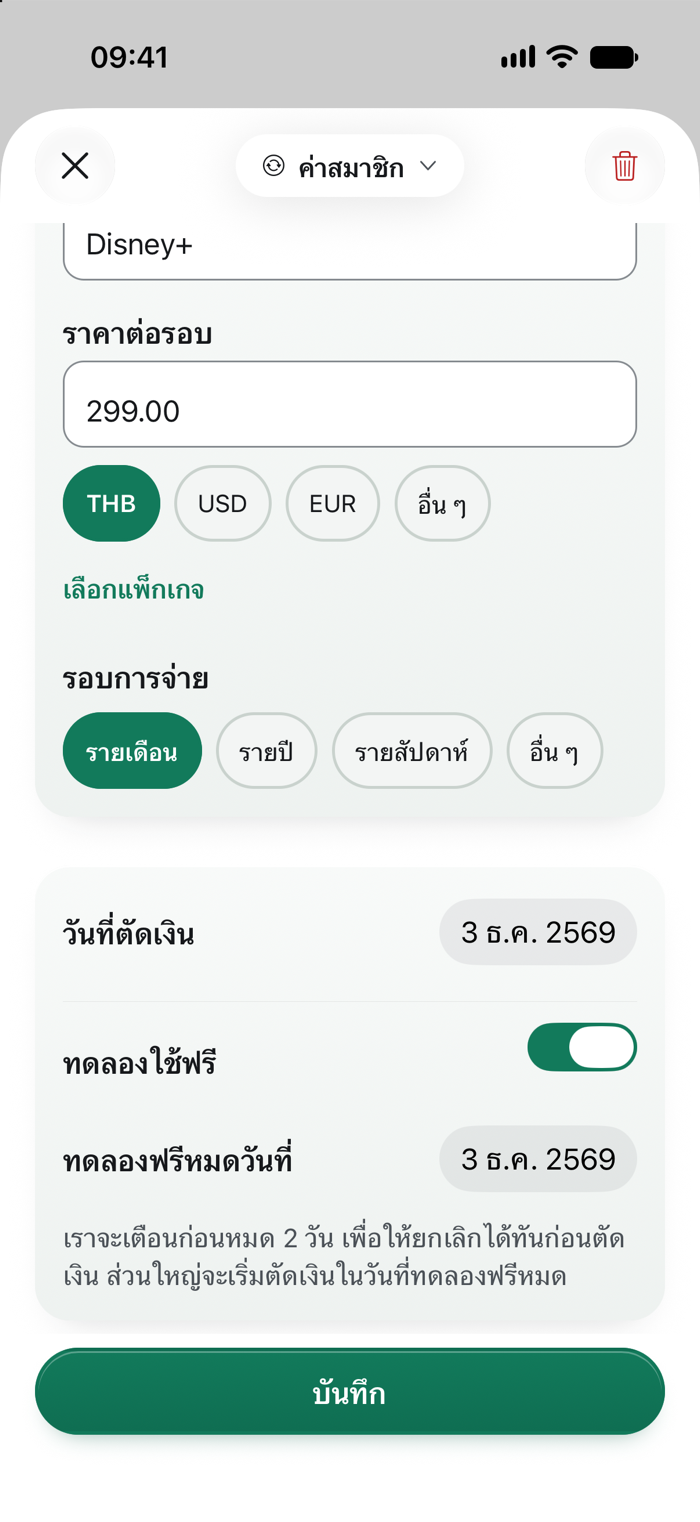 09:41
ค่าสมาชิก
Disney+
ราคาต่อรอบ
299.00
THB USD EUR อื่น ๆ
เลือกแพ็กเกจ
รอบการจ่าย
รายเดือน รายปี รายสัปดาห์ อื่น ๆ
วันที่ตัดเงิน 3 ธ.ค. 2569
ทดลองใช้ฟรี
ทดลองฟรีหมดวันที่ 3 ธ.ค. 2569
เราจะเตือนก่อนหมด 2 วัน เพื่อให้ยกเลิกได้ทันก่อนตัด
เงิน ส่วนใหญ่จะเริ่มตัดเงินในวันที่ทดลองฟรีหมด
บันทึก